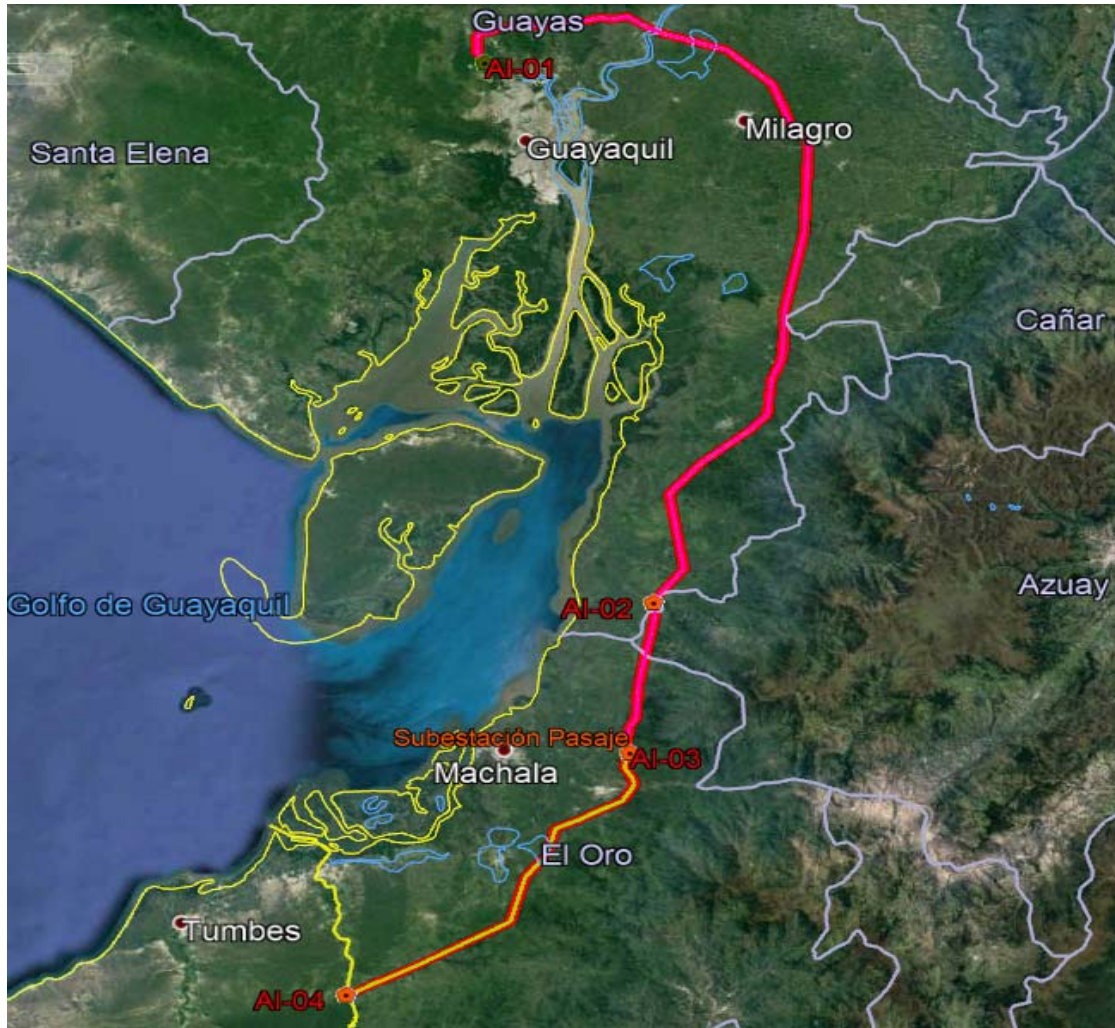 Guayas
AI-01
Milagro
Guayaquil
Santa Elena
Cañar
Golfo de Guayaquil
Azuay
AI-02
Subestación Pasaje
AI-03
Machala
El Oro
Tumbes
AI-04